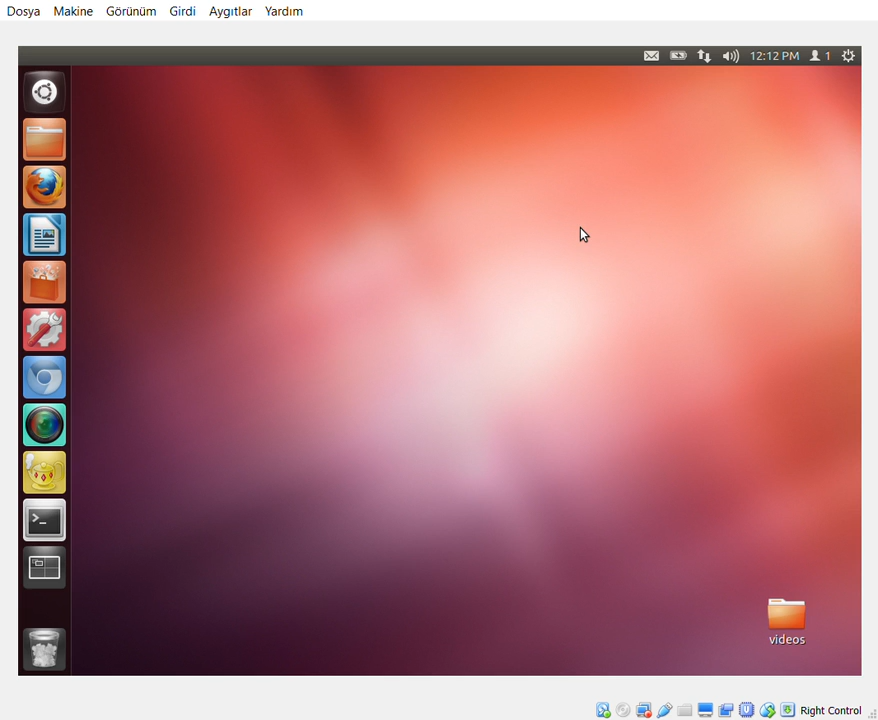 Dosya Makine Görünüm Girdi Aygıtlar Yardım
12:12 PM 1
videos
Right Control